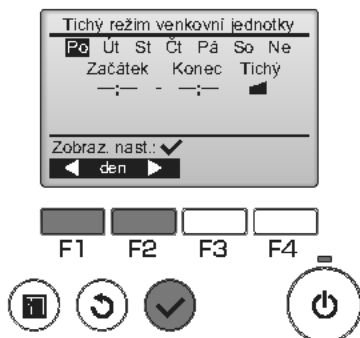 Tichý režim venkovní jednotky
Po Út St Čt Pá So Ne
Začátek Konec Tichý
--:-- - --:--
Zobraz. nast.: ✔
◀ den ▶
F1 F2 F3 F4